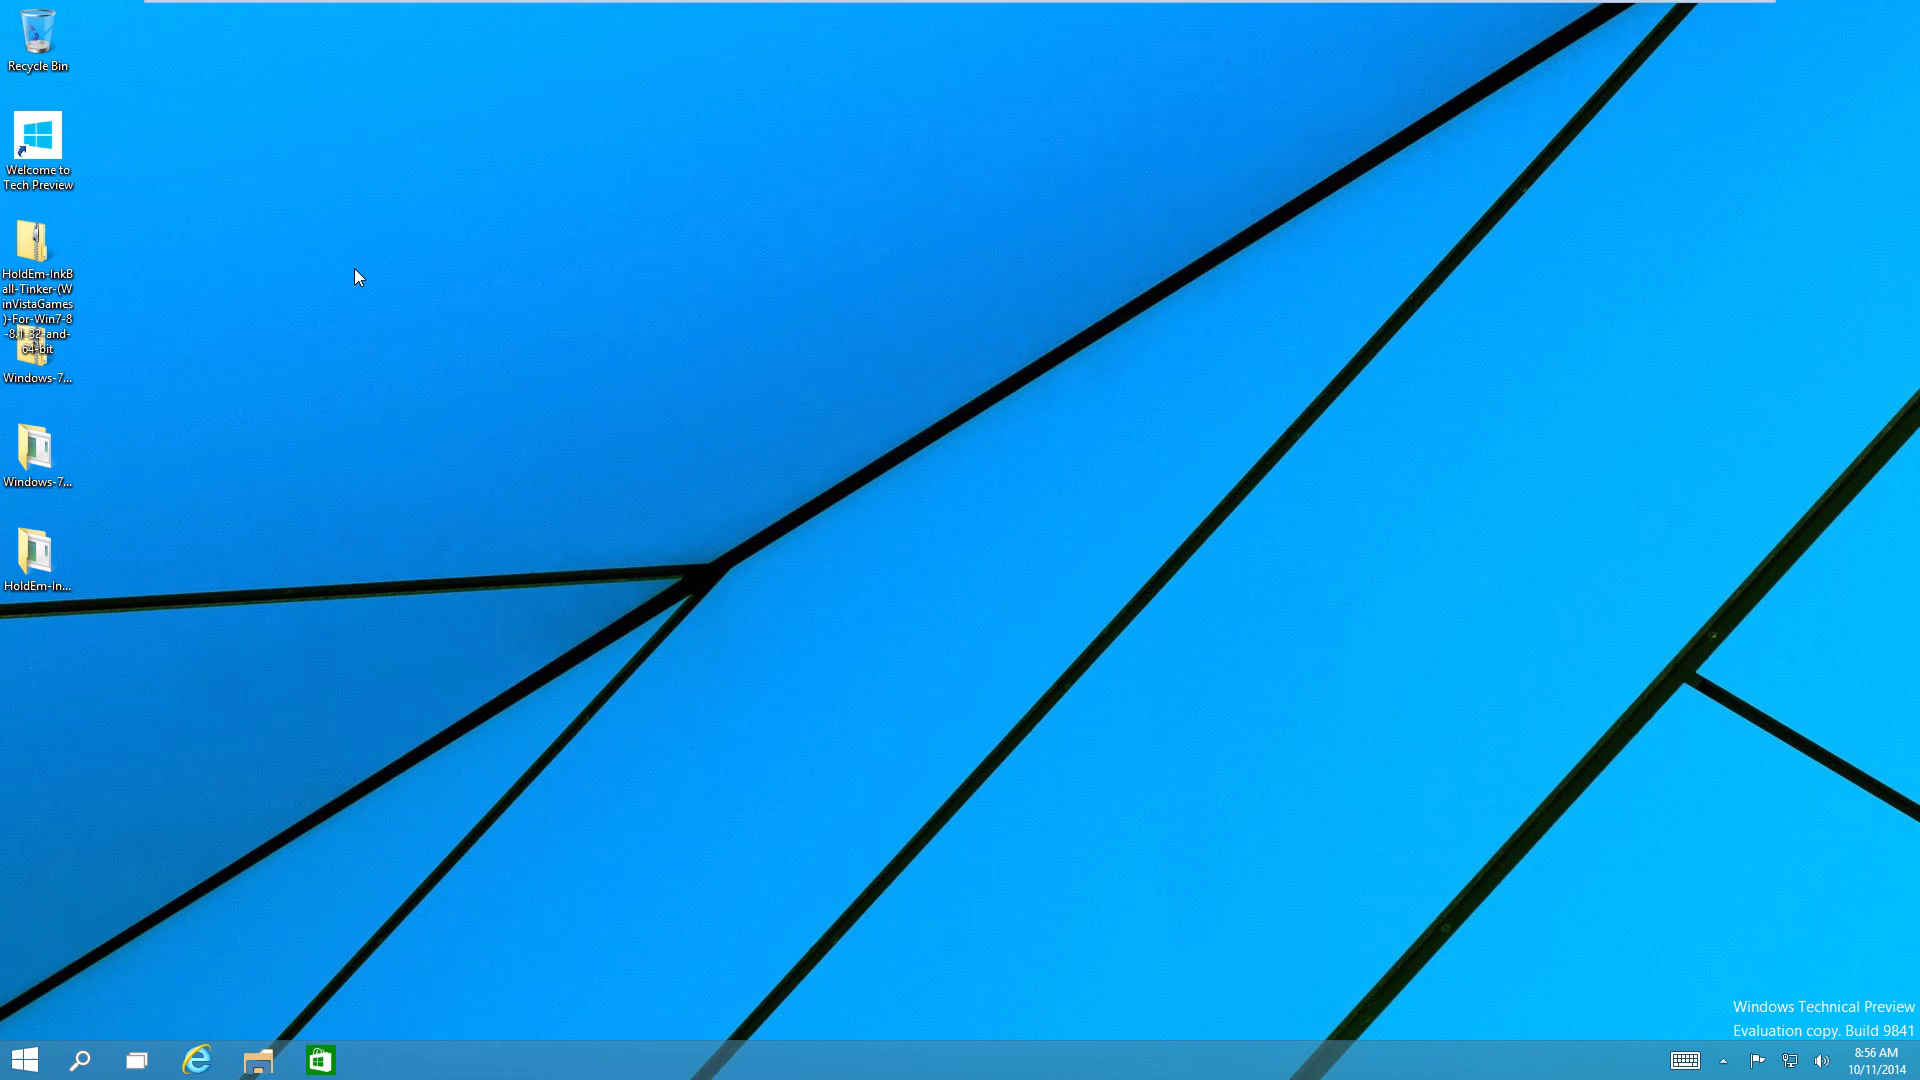 Recycle Bin
Welcome to
Tech Preview
HoldEm-InkB
all-Tinker-(W
inVistaGames
)-For-Win7-8
-8.1-32-and-
64-bit
Windows-7...
Windows-7...
HoldEm-In...
Windows Technical Preview
Evaluation copy. Build 9841
8:56 AM
10/11/2014